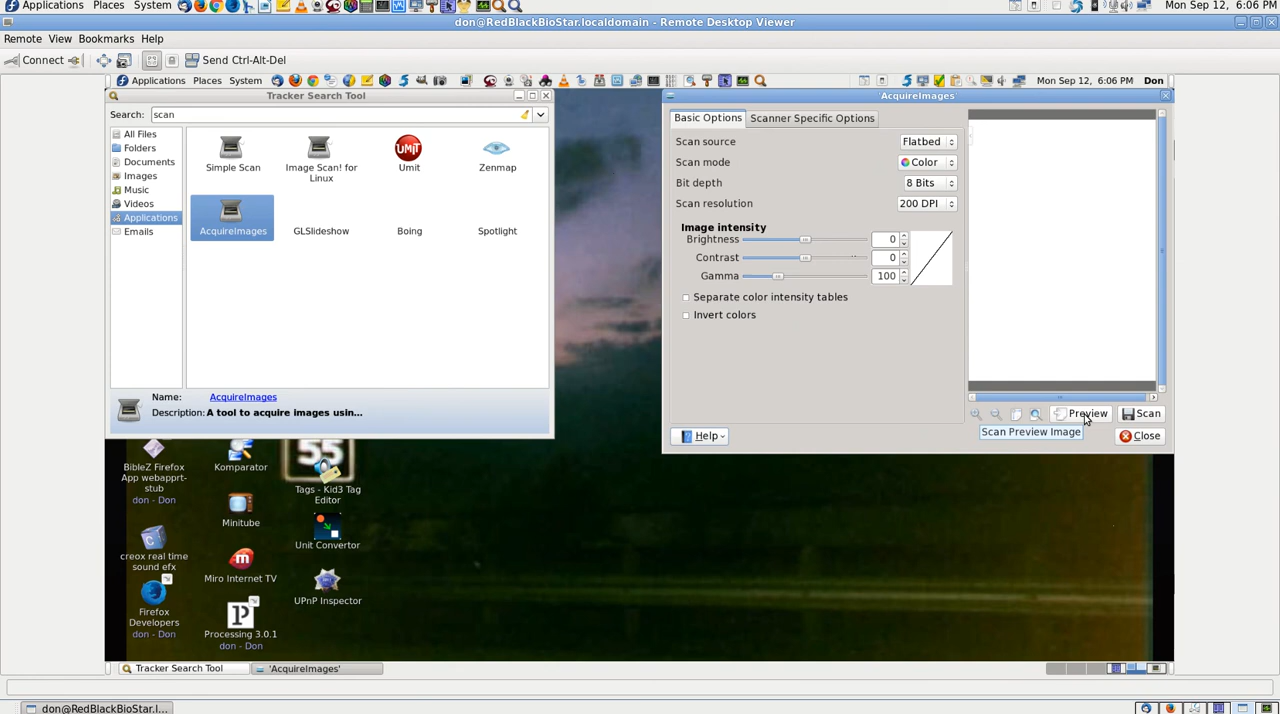 Applications Places System Mon Sep 12, 6:06 PM
don@RedBlackBioStar.localdomain - Remote Desktop Viewer
Remote View Bookmarks Help
Connect Send Ctrl-Alt-Del
Applications Places System Mon Sep 12, 6:06 PM Don
Tracker Search Tool
Search: scan
All Files
Folders
Documents
Images
Music
Videos
Applications
Emails
Simple Scan
Image Scan! for
Linux
Umit
Zenmap
AcquireImages
GLSlideshow
Boing
Spotlight
Name: AcquireImages
Description: A tool to acquire images usin...
'AcquireImages
Basic Options Scanner Specific Options
Scan source Flatbed
Scan mode Color
Bit depth 8 Bits
Scan resolution 200 DPI
Image intensity
Brightness 0
Contrast 0
Gamma 100
Separate color intensity tables
Invert colors
Preview Scan
Scan Preview Image
Help Close
BibleZ Firefox
App webapprt-
stub
don - Don
Komparator
55
Tags - Kid3 Tag
Editor
Minitube
creox real time
sound efx
Unit Convertor
Miro Internet TV
UPnP Inspector
Firefox
Developers
don - Don
Processing 3.0.1
don - Don
Tracker Search Tool 'AcquireImages'
don@RedBlackBioStar.l...